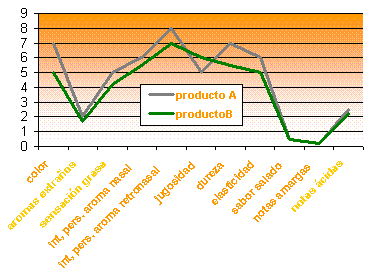 9
8
7
6
5
4
3
2
1
0
producto A
productoB
color
aromas extraños
sensación grasa
int, pers, aroma nasal
int, pers, aroma retronasal
jugosidad
dureza
elasticidad
sabor salado
notas amargas
notas ácidas